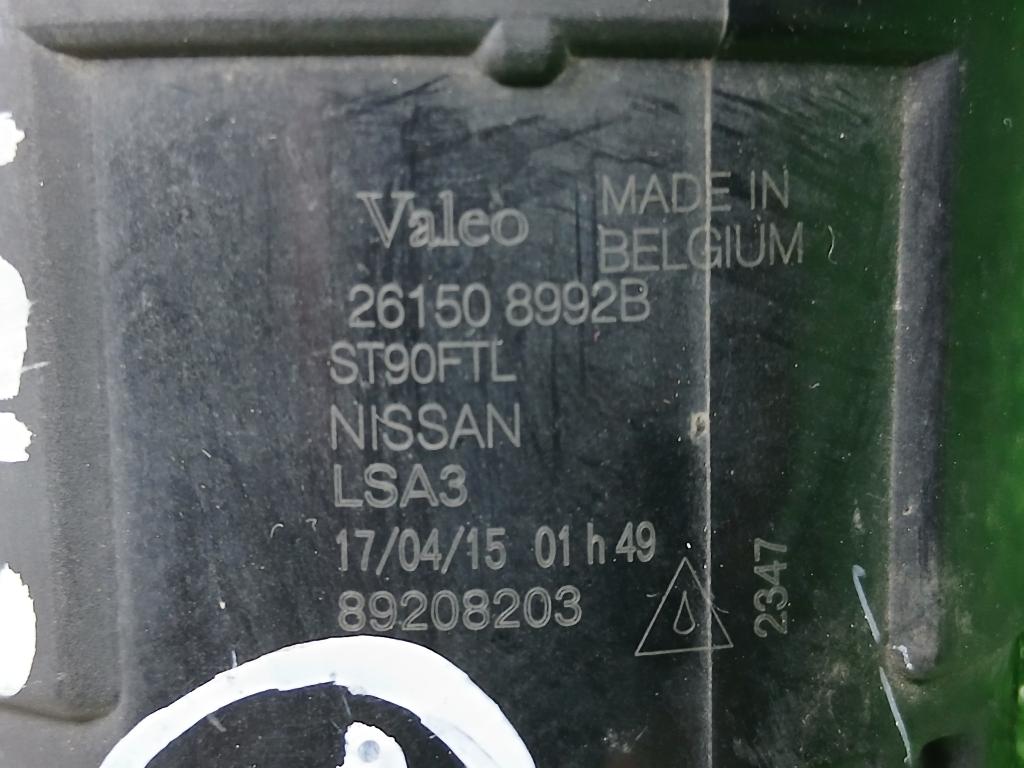 Valeo
MADE IN
BELGIUM
26150 8992B
ST90FTL
NISSAN
LSA3
17/04/15 01 h 49
89208203
2347